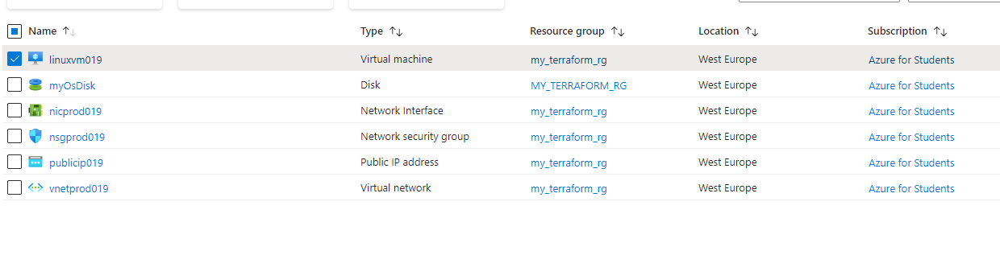 Name Type Resource group Location Subscription
linuxvm019 Virtual machine my_terraform_rg West Europe Azure for Students
myOsDisk Disk MY_TERRAFORM_RG West Europe Azure for Students
nicprod019 Network Interface my_terraform_rg West Europe Azure for Students
nsgprod019 Network security group my_terraform_rg West Europe Azure for Students
publicip019 Public IP address my_terraform_rg West Europe Azure for Students
vnetprod019 Virtual network my_terraform_rg West Europe Azure for Students